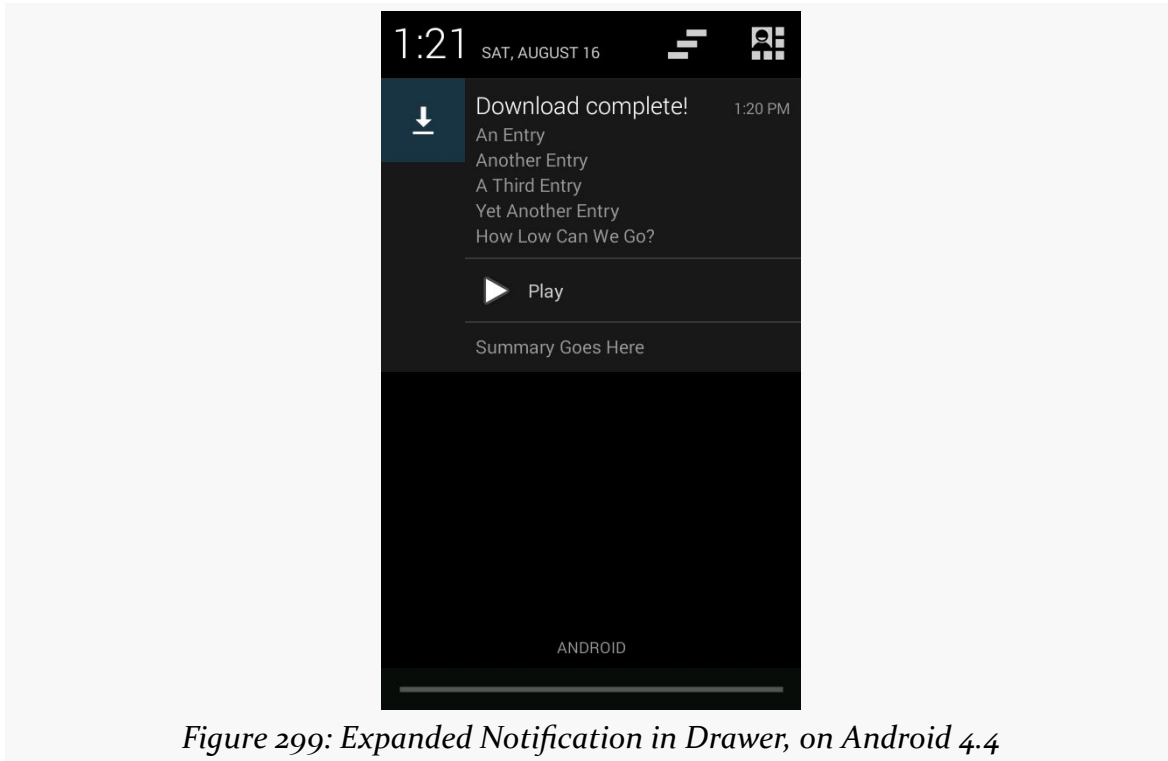 1:21 SAT, AUGUST 16
Download complete! 1:20 PM
An Entry
Another Entry
A Third Entry
Yet Another Entry
How Low Can We Go?
Play
Summary Goes Here
ANDROID
Figure 299: Expanded Notification in Drawer, on Android 4.4